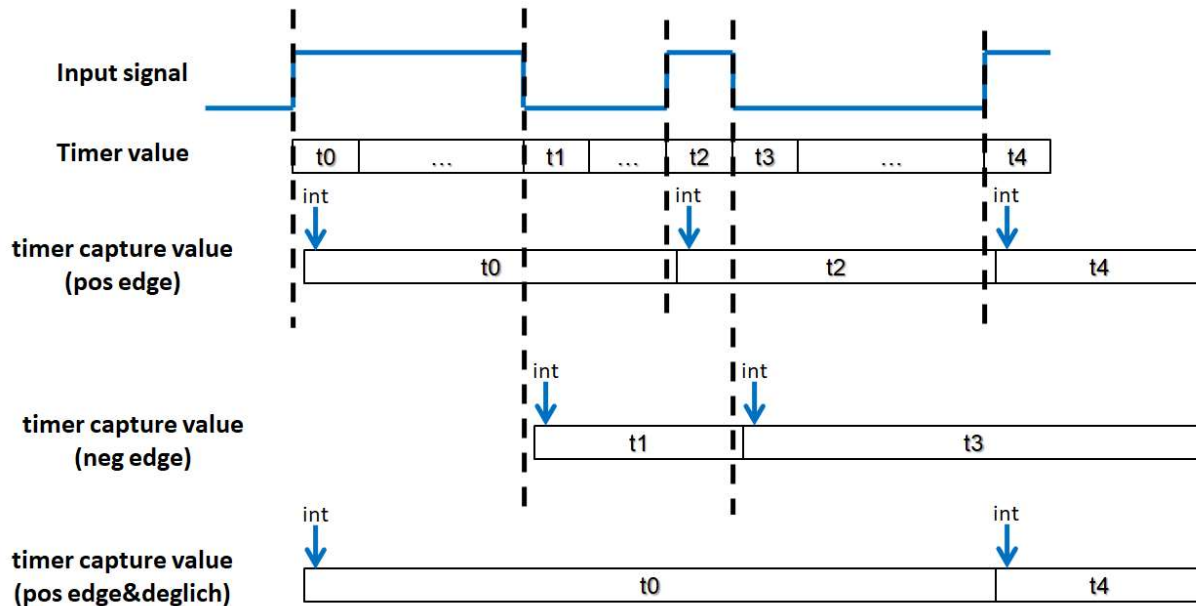 Input signal
Timer value
t0 ... t1 ... t2 t3 ... t4
int int int
timer capture value
(pos edge)
t0 t2 t4
int int
timer capture value
(neg edge)
t1 t3
int int
timer capture value
(pos edge&deglich)
t0 t4